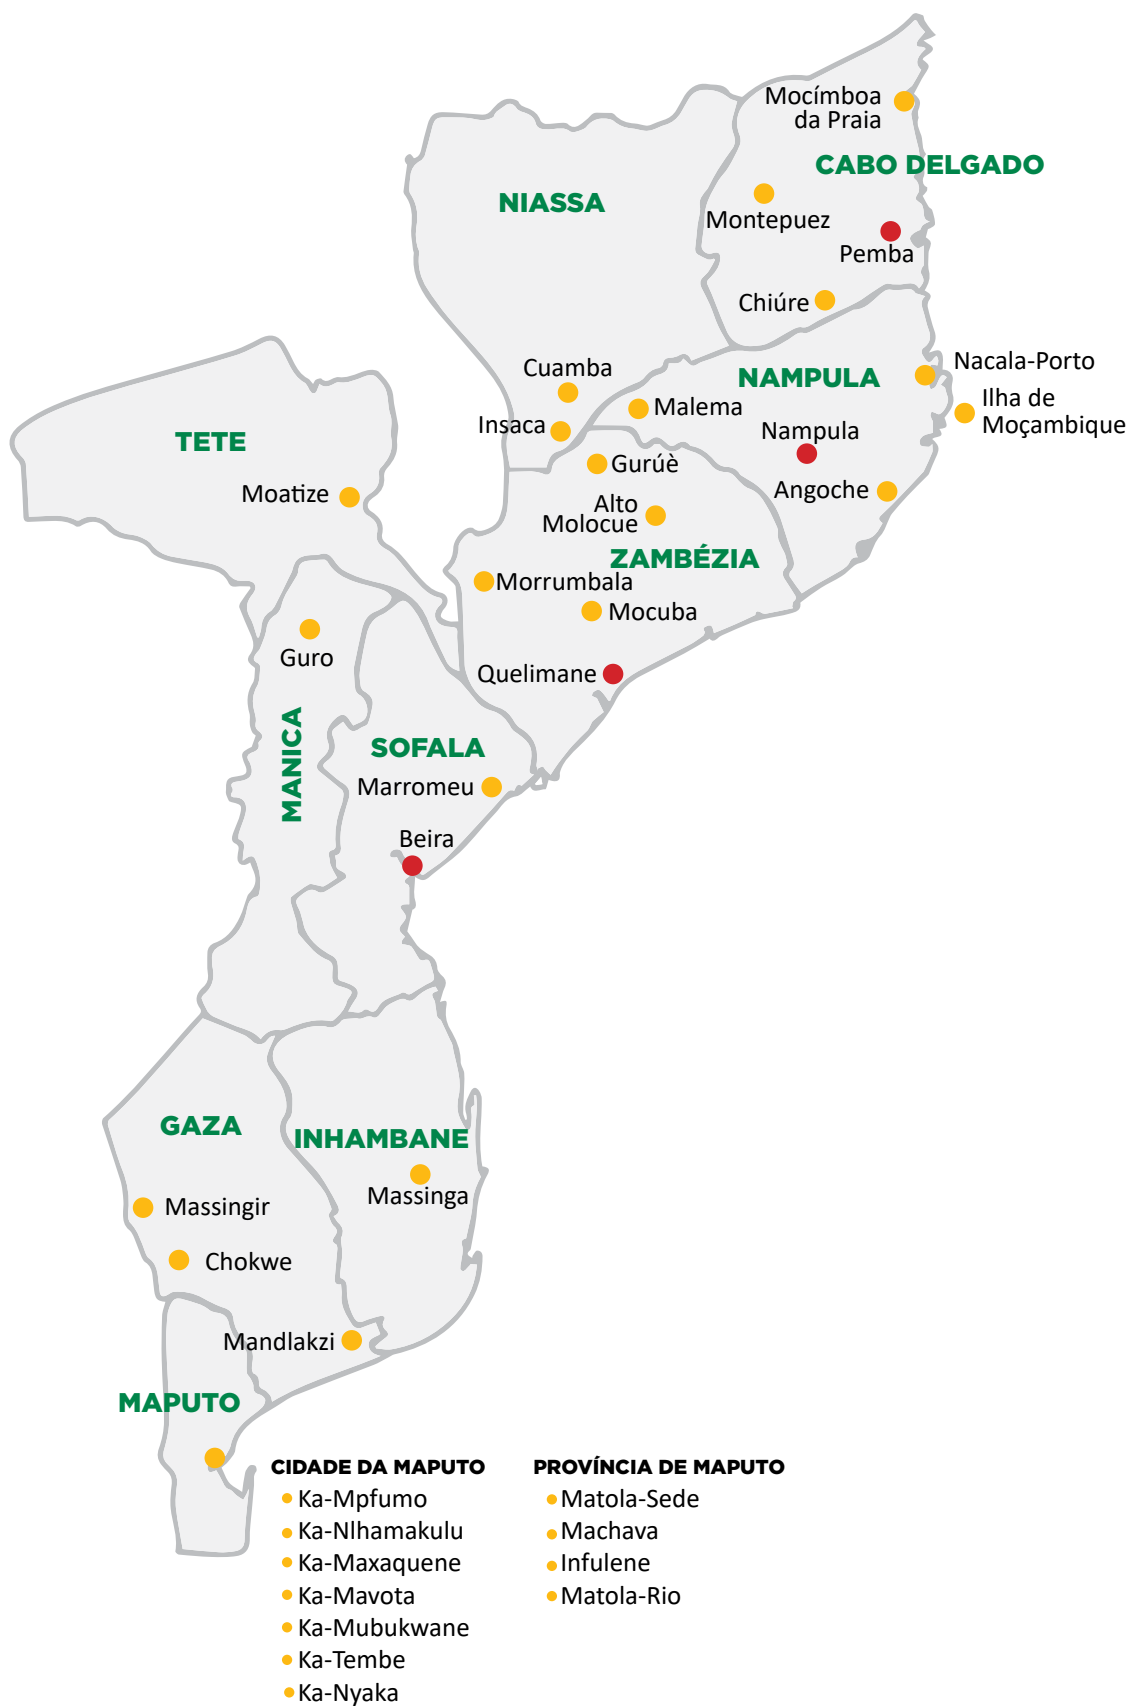 Mocímboa
da Praia
CABO DELGADO
NIASSA
Montepuez
Pemba
Chiúre
Nacala-Porto
Cuamba
NAMPULA
Ilha de
Moçambique
Malema
Insaca
Nampula
TETE
Gurúè
Angoche
Moatize
Alto
Molocue
ZAMBÉZIA
Morrumbala
Mocuba
Guro
Quelimane
MANICA
SOFALA
Marromeu
Beira
GAZA
INHAMBANE
Massinga
Massingir
Chokwe
Mandlakzi
MAPUTO
CIDADE DA MAPUTO
Ka-Mpfumo
Ka-Nlhamakulu
Ka-Maxaquene
Ka-Mavota
Ka-Mubukwane
Ka-Tembe
Ka-Nyaka
PROVÍNCIA DE MAPUTO
Matola-Sede
Machava
Infulene
Matola-Rio